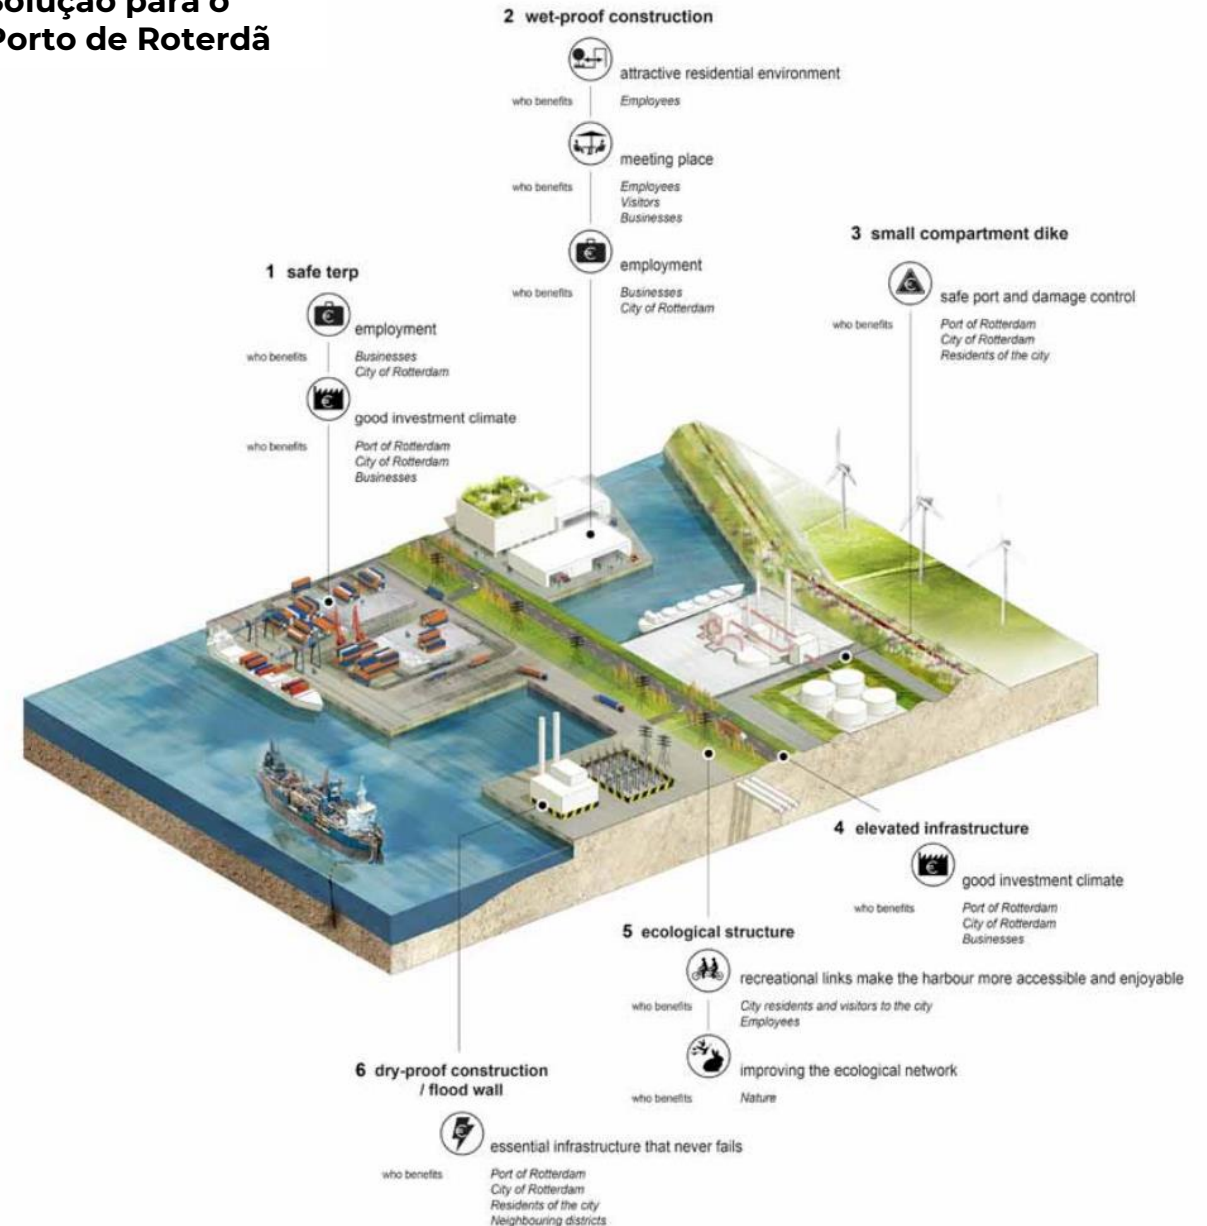 Solução para o
Porto de Roterdã
2 wet-proof construction
attractive residential environment
who benefits Employees
meeting place
who benefits Employees
Visitors
Businesses
employment
who benefits Businesses
City of Rotterdam
3 small compartment dike
safe port and damage control
who benefits Port of Rotterdam
City of Rotterdam
Residents of the city
1 safe terp
employment
who benefits Businesses
City of Rotterdam
good investment climate
who benefits Port of Rotterdam
City of Rotterdam
Businesses
4 elevated infrastructure
good investment climate
who benefits Port of Rotterdam
City of Rotterdam
Businesses
5 ecological structure
recreational links make the harbour more accessible and enjoyable
who benefits City residents and visitors to the city
Employees
improving the ecological network
who benefits Nature
6 dry-proof construction
/ flood wall
essential infrastructure that never fails
who benefits Port of Rotterdam
City of Rotterdam
Residents of the city
Neighbouring districts